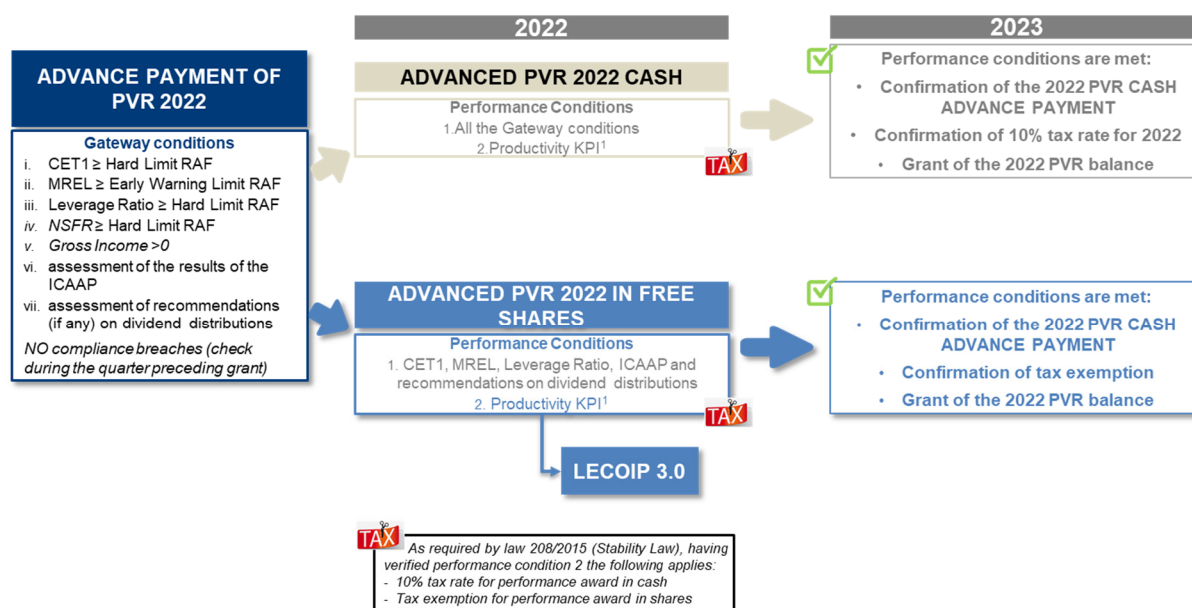 2022
2023
ADVANCE PAYMENT OF
PVR 2022
Gateway conditions
i. CET1 ≥ Hard Limit RAF
ii. MREL ≥ Early Warning Limit RAF
iii. Leverage Ratio ≥ Hard Limit RAF
iv. NSFR ≥ Hard Limit RAF
v. Gross Income >0
vi. assessment of the results of the
ICAAP
vii. assessment of recommendations
(if any) on dividend distributions
NO compliance breaches (check
during the quarter preceding grant)
ADVANCED PVR 2022 CASH
Performance Conditions
1.All the Gateway conditions
2.Productivity KPI¹
TAX
Performance conditions are met:
• Confirmation of the 2022 PVR CASH
ADVANCE PAYMENT
• Confirmation of 10% tax rate for 2022
• Grant of the 2022 PVR balance
ADVANCED PVR 2022 IN FREE
SHARES
Performance Conditions
1. CET1, MREL, Leverage Ratio, ICAAP and
recommendations on dividend distributions
2. Productivity KPI¹
TAX
Performance conditions are met:
• Confirmation of the 2022 PVR CASH
ADVANCE PAYMENT
• Confirmation of tax exemption
• Grant of the 2022 PVR balance
LECOIP 3.0
TAX
As required by law 208/2015 (Stability Law), having
verified performance condition 2 the following applies:
- 10% tax rate for performance award in cash
- Tax exemption for performance award in shares